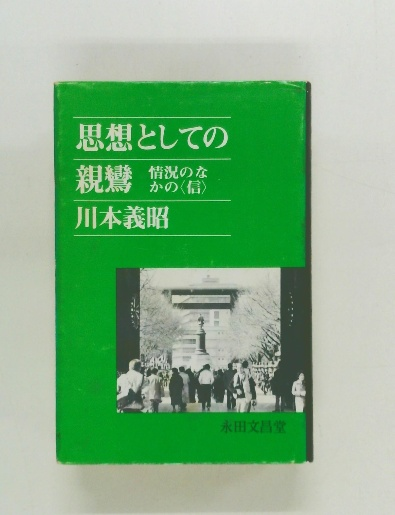 思想としての
親鸞 情況のな
かの〈信〉
川本義昭
永田文昌堂